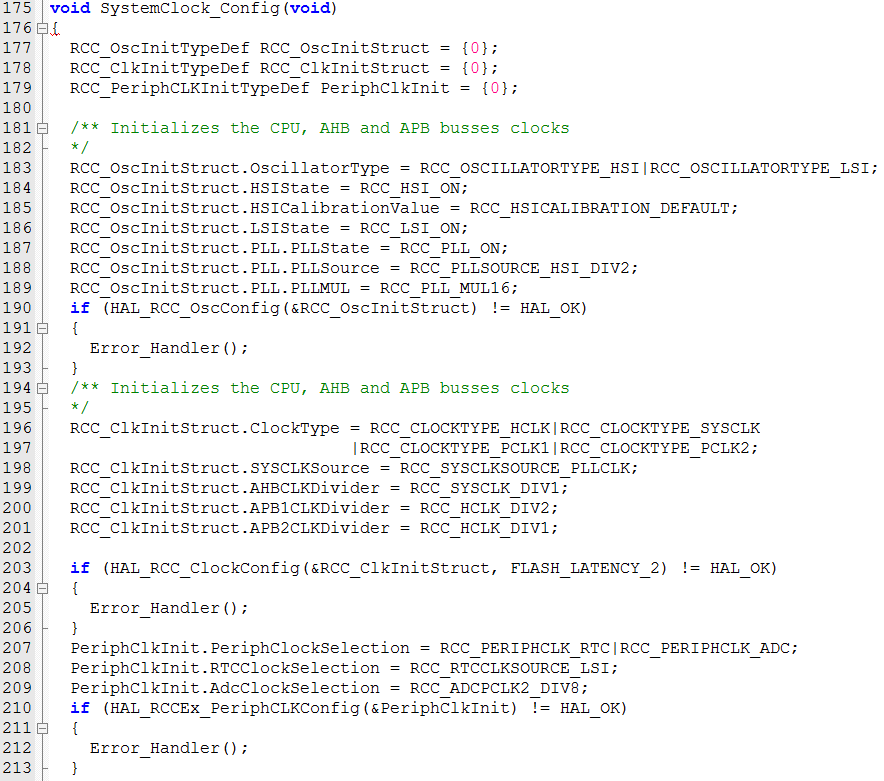 175 void SystemClock_Config(void)
176 {
177   RCC_OscInitTypeDef RCC_OscInitStruct = {0};
178   RCC_ClkInitTypeDef RCC_ClkInitStruct = {0};
179   RCC_PeriphCLKInitTypeDef PeriphClkInit = {0};
180
181   /** Initializes the CPU, AHB and APB busses clocks
182   */
183   RCC_OscInitStruct.OscillatorType = RCC_OSCILLATORTYPE_HSI|RCC_OSCILLATORTYPE_LSI;
184   RCC_OscInitStruct.HSIState = RCC_HSI_ON;
185   RCC_OscInitStruct.HSICalibrationValue = RCC_HSICALIBRATION_DEFAULT;
186   RCC_OscInitStruct.LSIState = RCC_LSI_ON;
187   RCC_OscInitStruct.PLL.PLLState = RCC_PLL_ON;
188   RCC_OscInitStruct.PLL.PLLSource = RCC_PLLSOURCE_HSI_DIV2;
189   RCC_OscInitStruct.PLL.PLLMUL = RCC_PLL_MUL16;
190   if (HAL_RCC_OscConfig(&RCC_OscInitStruct) != HAL_OK)
191   {
192     Error_Handler();
193   }
194   /** Initializes the CPU, AHB and APB busses clocks
195   */
196   RCC_ClkInitStruct.ClockType = RCC_CLOCKTYPE_HCLK|RCC_CLOCKTYPE_SYSCLK
197                               |RCC_CLOCKTYPE_PCLK1|RCC_CLOCKTYPE_PCLK2;
198   RCC_ClkInitStruct.SYSCLKSource = RCC_SYSCLKSOURCE_PLLCLK;
199   RCC_ClkInitStruct.AHBCLKDivider = RCC_SYSCLK_DIV1;
200   RCC_ClkInitStruct.APB1CLKDivider = RCC_HCLK_DIV2;
201   RCC_ClkInitStruct.APB2CLKDivider = RCC_HCLK_DIV1;
202
203   if (HAL_RCC_ClockConfig(&RCC_ClkInitStruct, FLASH_LATENCY_2) != HAL_OK)
204   {
205     Error_Handler();
206   }
207   PeriphClkInit.PeriphClockSelection = RCC_PERIPHCLK_RTC|RCC_PERIPHCLK_ADC;
208   PeriphClkInit.RTCClockSelection = RCC_RTCCLKSOURCE_LSI;
209   PeriphClkInit.AdcClockSelection = RCC_ADCPCLK2_DIV8;
210   if (HAL_RCCEx_PeriphCLKConfig(&PeriphClkInit) != HAL_OK)
211   {
212     Error_Handler();
213   }